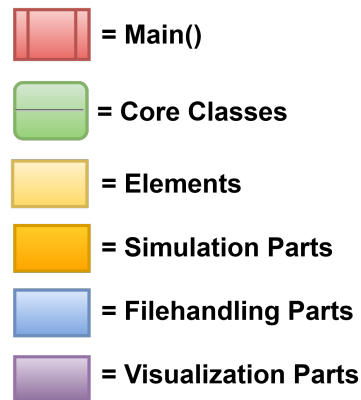 = Main()
= Core Classes
= Elements
= Simulation Parts
= Filehandling Parts
= Visualization Parts